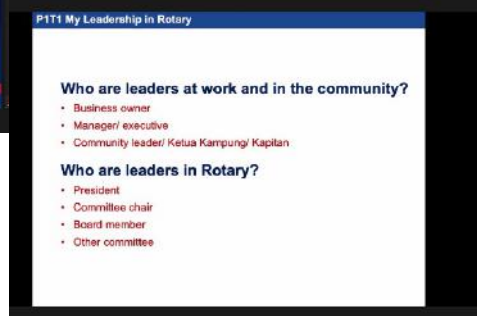 P1T1 My Leadership in Rotary
Who are leaders at work and in the community?
• Business owner
• Manager/ executive
• Community leader/ Ketua Kampung/ Kapitan
Who are leaders in Rotary?
• President
• Committee chair
• Board member
• Other committee